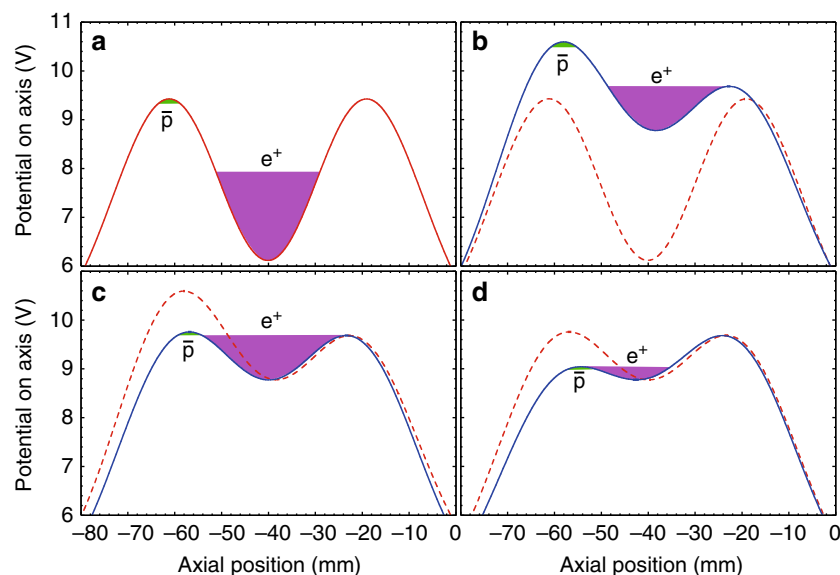 a
b
c
d
11
10
9
8
7
6
Potential on axis (V)
p̅
e⁺
p̅
e⁺
10
9
8
7
6
Potential on axis (V)
p̅
e⁺
p̅
e⁺
−80 −70 −60 −50 −40 −30 −20 −10 0
−70 −60 −50 −40 −30 −20 −10 0
Axial position (mm)
Axial position (mm)